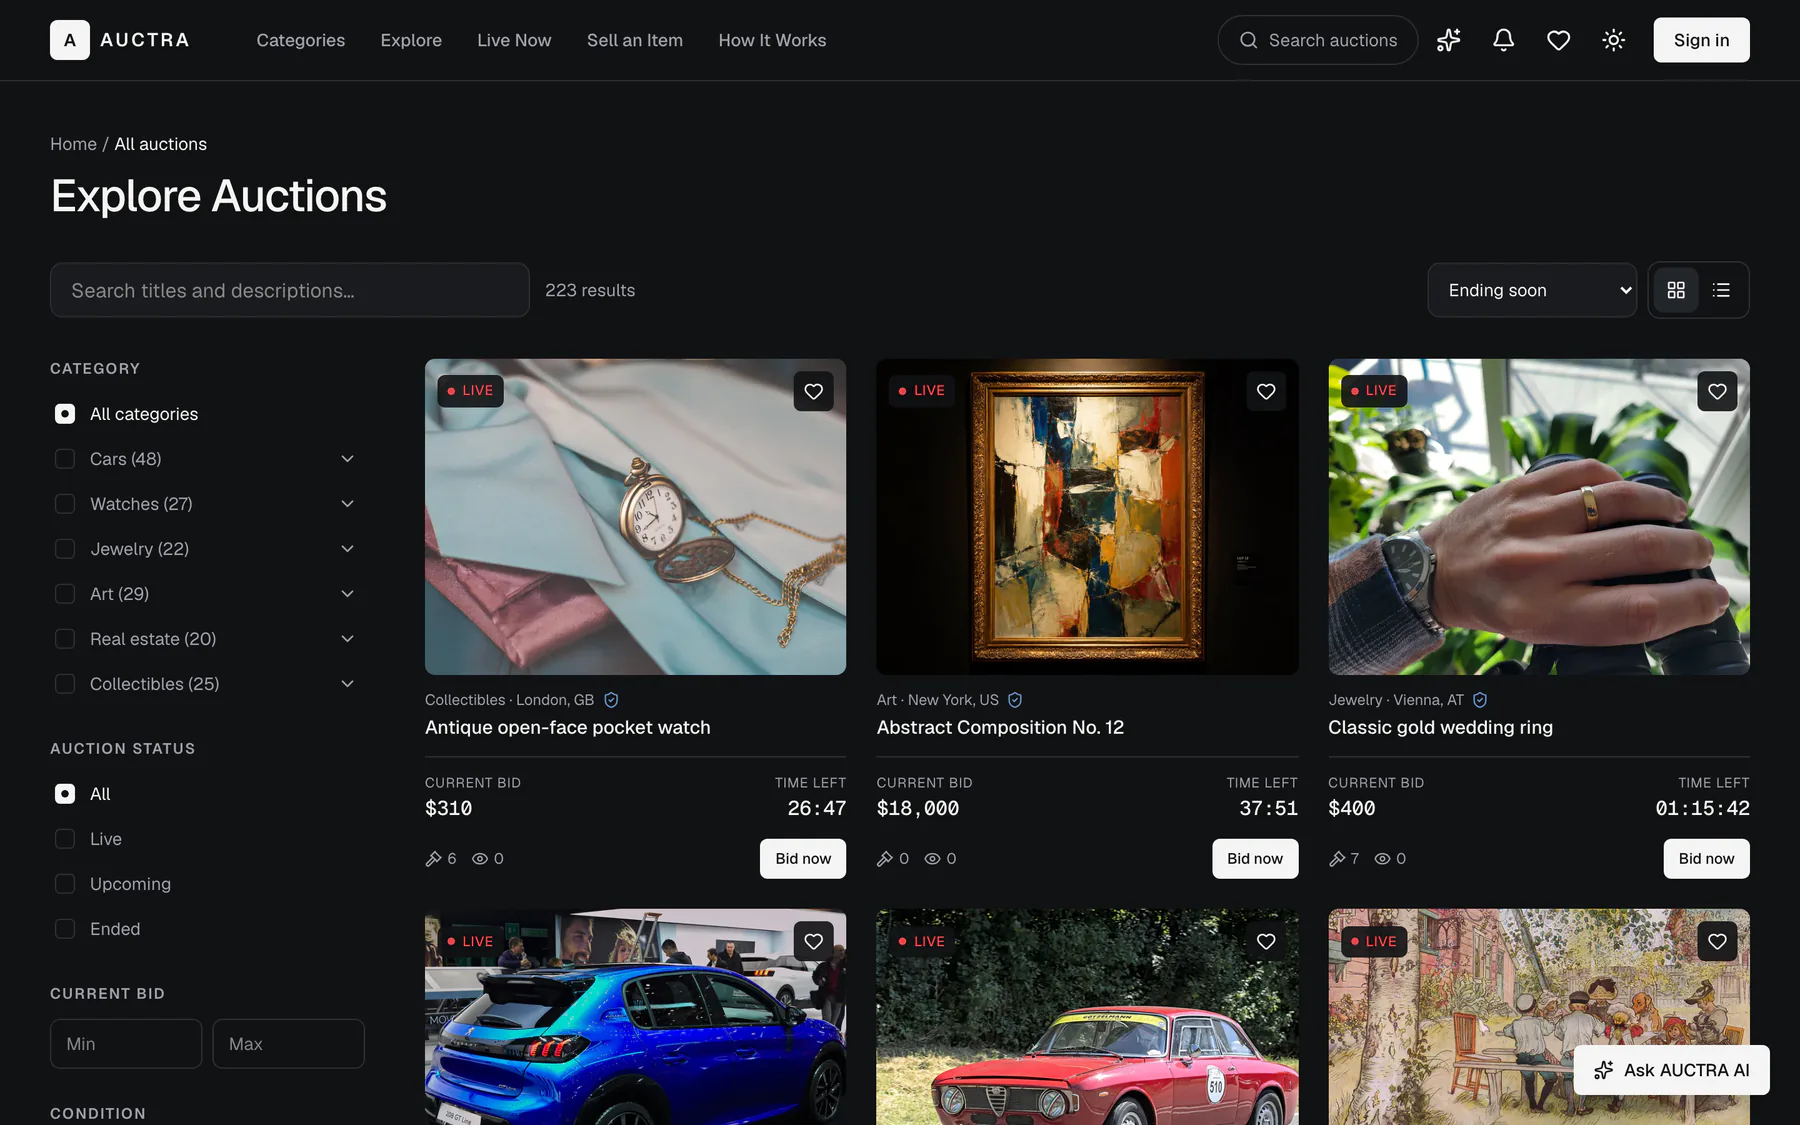 A AUCTRA Categories Explore Live Now Sell an Item How It Works Search auctions Sign in
Home / All auctions
Explore Auctions
Search titles and descriptions...
223 results
Ending soon
CATEGORY
All categories
Cars (48)
Watches (27)
Jewelry (22)
Art (29)
Real estate (20)
Collectibles (25)
AUCTION STATUS
All
Live
Upcoming
Ended
CURRENT BID
Min Max
CONDITION
LIVE
Collectibles · London, GB
Antique open-face pocket watch
CURRENT BID TIME LEFT
$310 26:47
6 0 Bid now
LIVE
Art · New York, US
Abstract Composition No. 12
CURRENT BID TIME LEFT
$18,000 37:51
0 0 Bid now
LIVE
Jewelry · Vienna, AT
Classic gold wedding ring
CURRENT BID TIME LEFT
$400 01:15:42
7 0 Bid now
LIVE
LIVE
510
LIVE
Ask AUCTRA AI